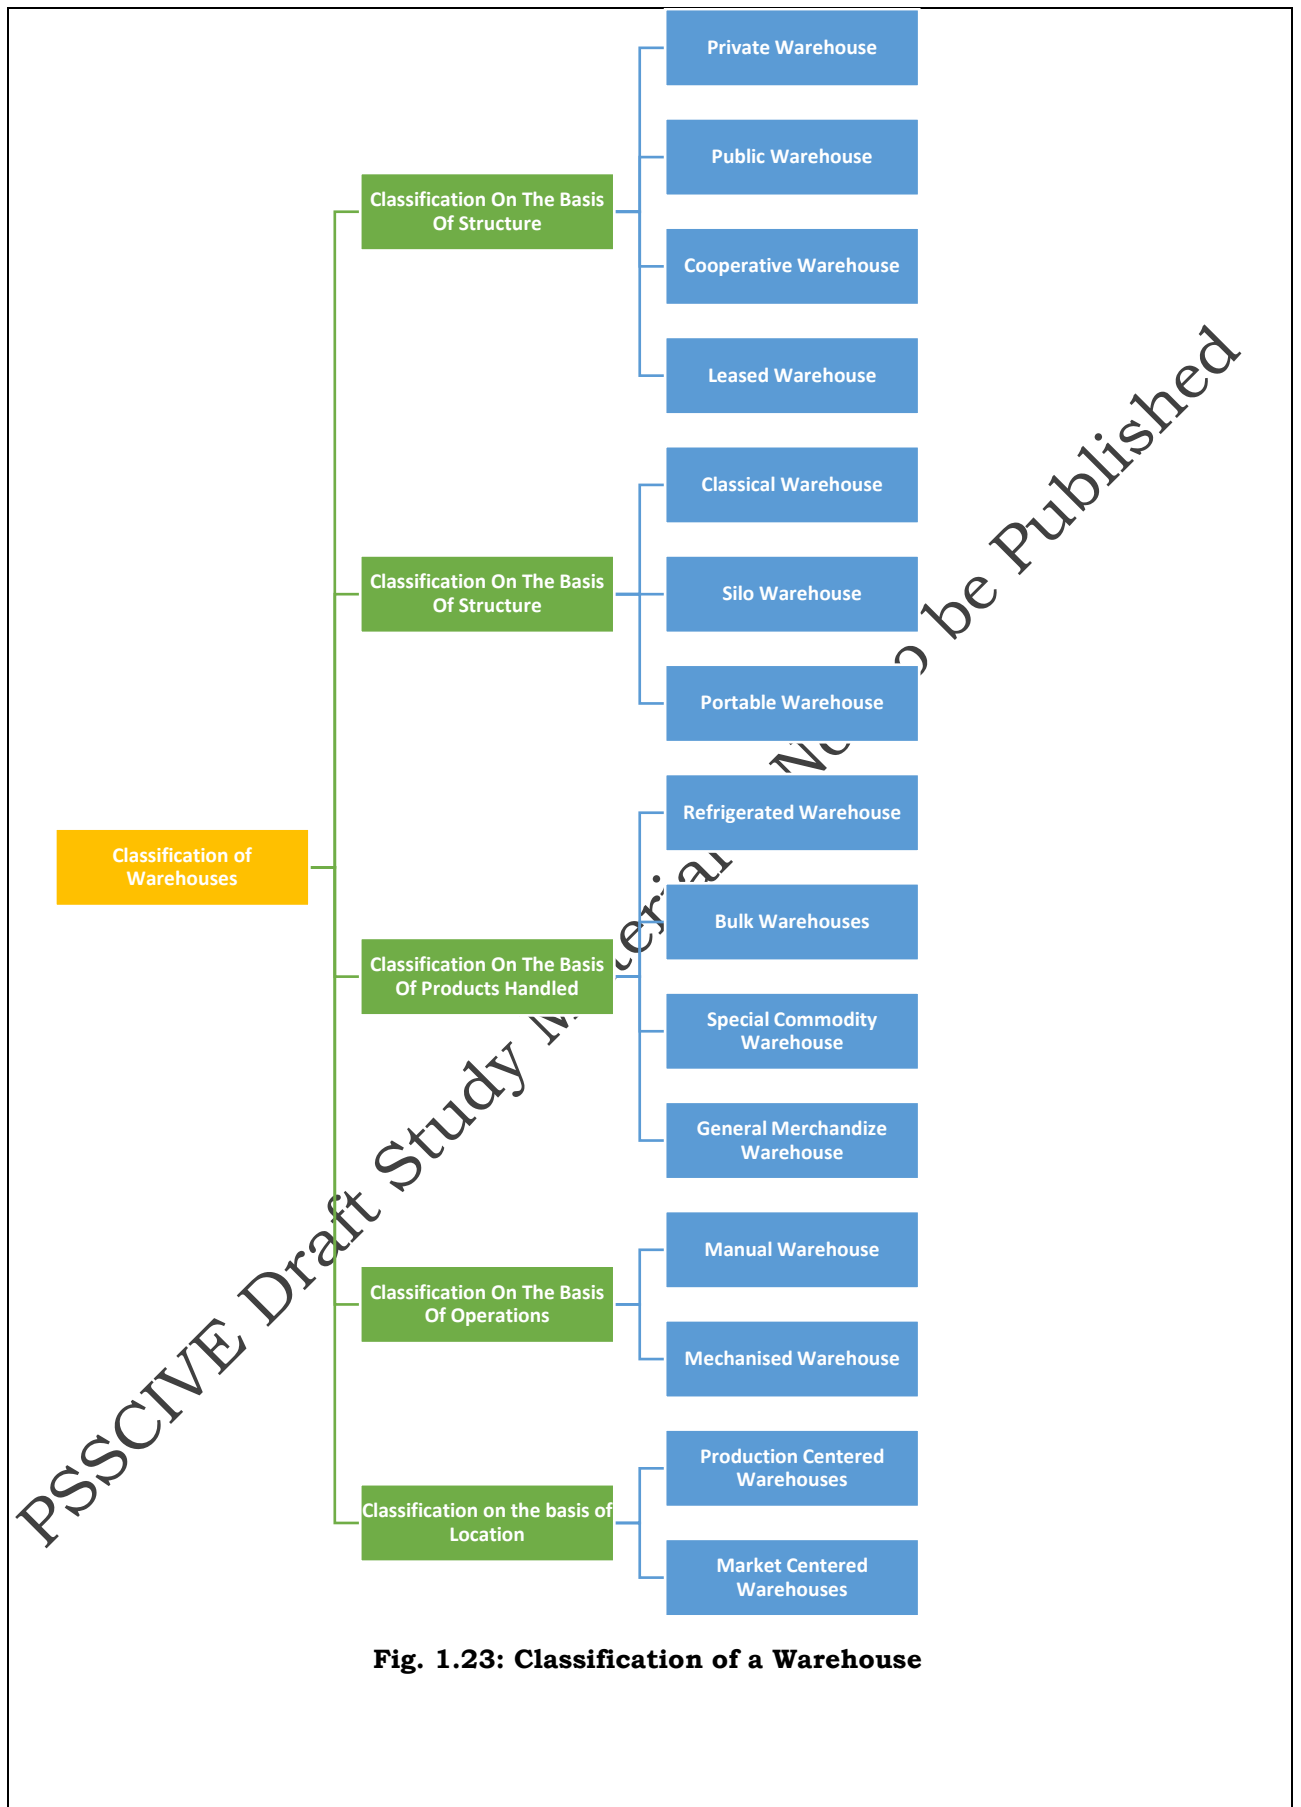 Private Warehouse
Public Warehouse
Classification On The Basis
Of Structure
Cooperative Warehouse
Leased Warehouse
Classical Warehouse
Classification On The Basis
Of Structure
Silo Warehouse
Portable Warehouse
Refrigerated Warehouse
Classification of
Warehouses
Bulk Warehouses
Classification On The Basis
Of Products Handled
Special Commodity
Warehouse
General Merchandize
Warehouse
Manual Warehouse
Classification On The Basis
Of Operations
Mechanised Warehouse
Production Centered
Warehouses
Classification on the basis of
Location
Market Centered
Warehouses
Fig. 1.23: Classification of a Warehouse
PSSCIVE Draft Study be Published